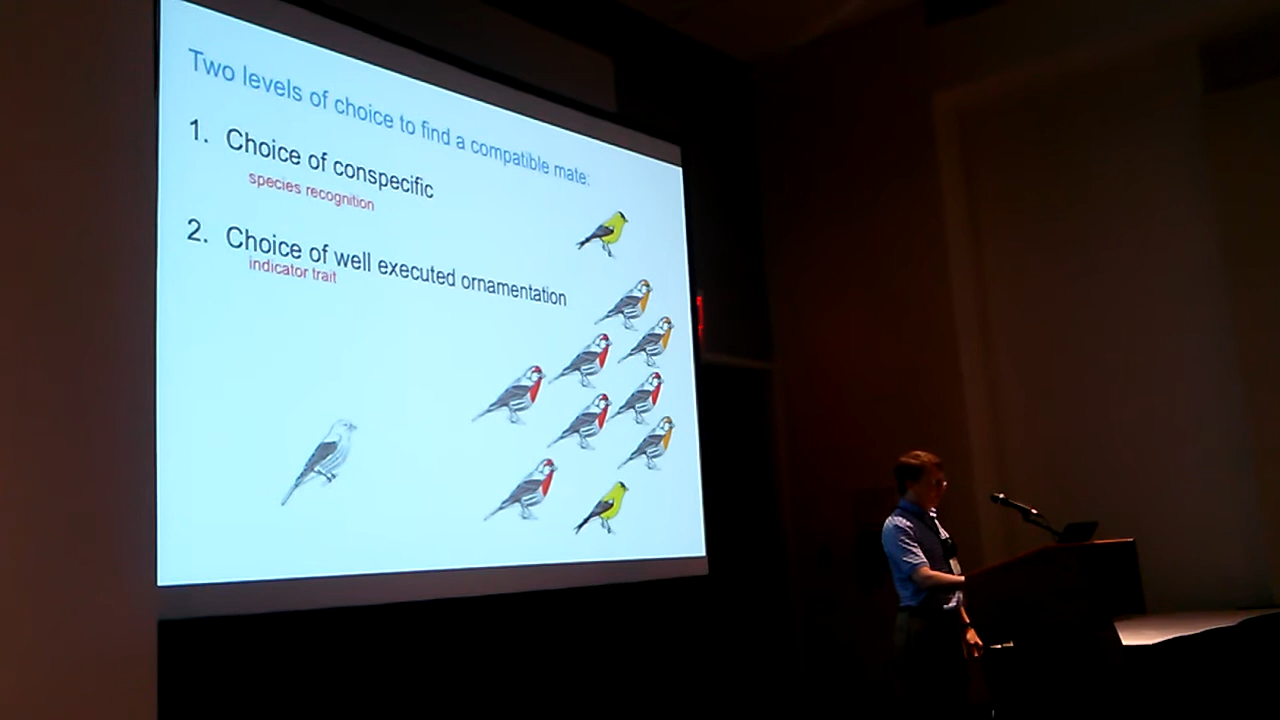 Two levels of choice to find a compatible mate:
1. Choice of conspecific
species recognition
2. Choice of well executed ornamentation
indicator trait